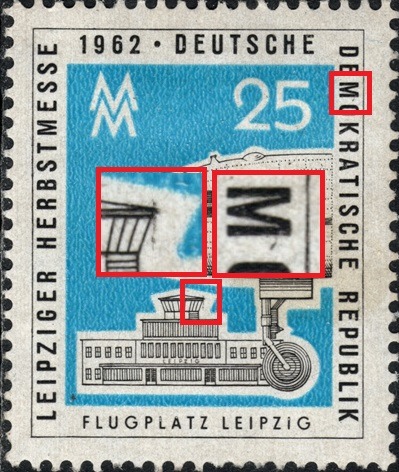 LEIPZIGER HERBSTMESSE
1962 · DEUTSCHE
DEMOKRATISCHE REPUBLIK
MM
25
MO
LEIPZIG
FLUGPLATZ LEIPZIG